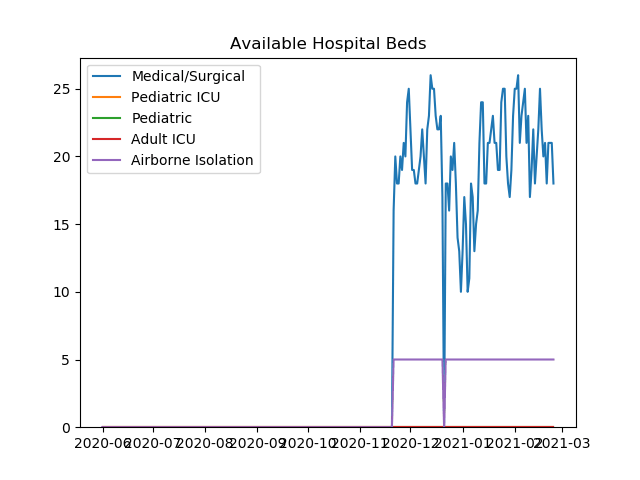 Available Hospital Beds
Medical/Surgical
Pediatric ICU
Pediatric
Adult ICU
Airborne Isolation
25
20
15
10
5
0
2020-06 2020-07 2020-08 2020-09 2020-10 2020-11 2020-12 2021-01 2021-02 2021-03